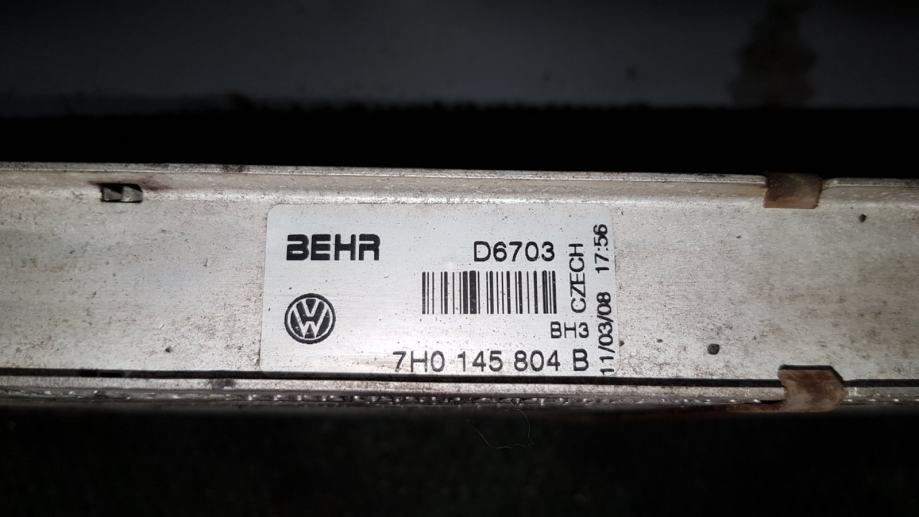 BEHR D6703
CZECH
BH3
7H0 145 804 B
11/03/08 17:56